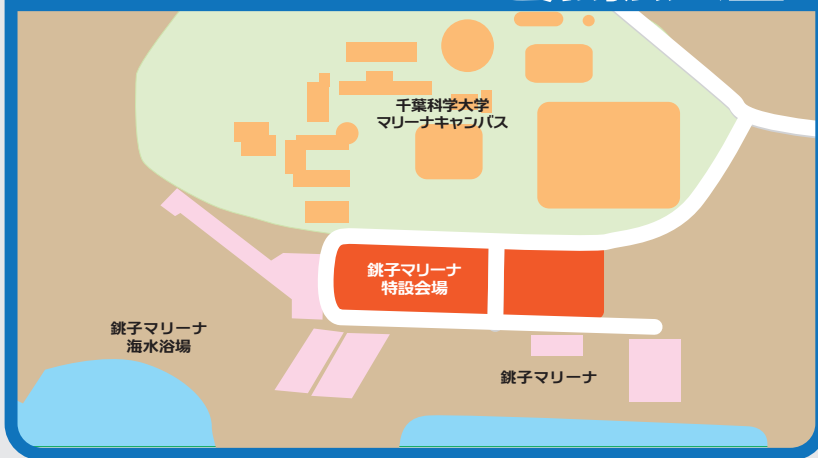 千葉科学大学
マリーナキャンパス
銚子マリーナ
特設会場
銚子マリーナ
海水浴場
銚子マリーナ